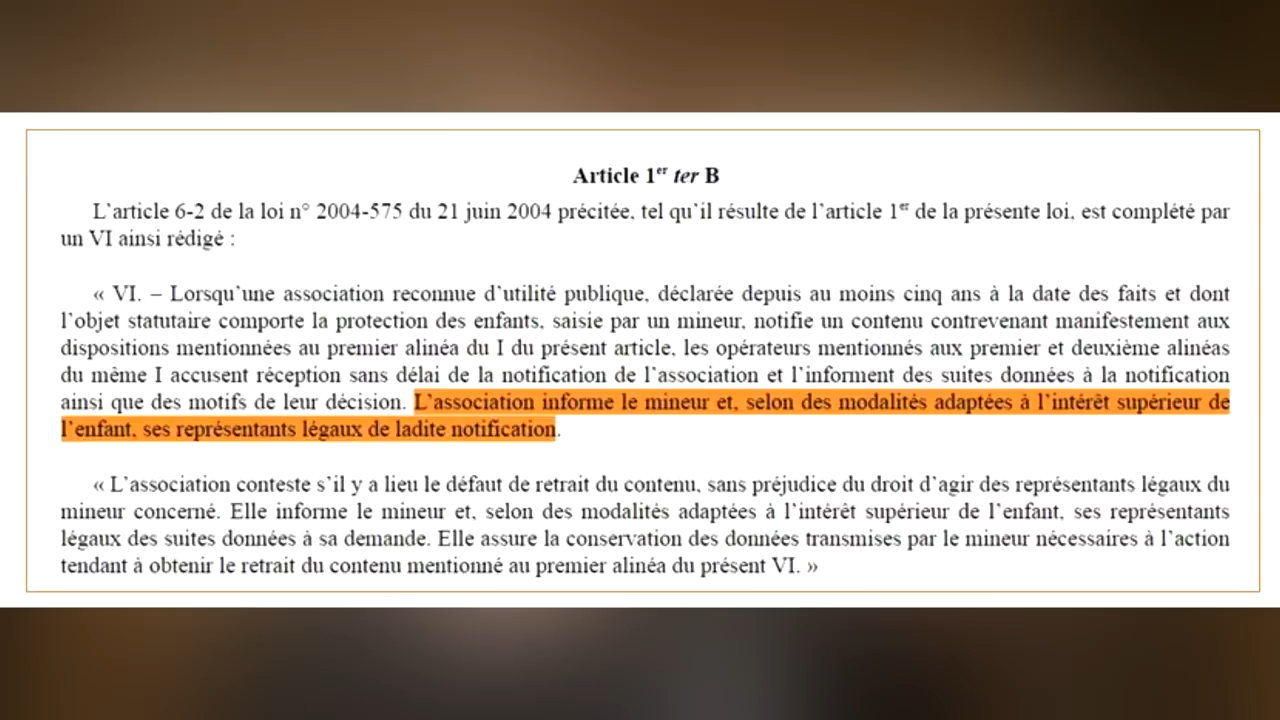 Article 1er ter B
L'article 6-2 de la loi n° 2004-575 du 21 juin 2004 précitée, tel qu'il résulte de l'article 1er de la présente loi, est complété par
un VI ainsi rédigé :
« VI. – Lorsqu'une association reconnue d'utilité publique, déclarée depuis au moins cinq ans à la date des faits et dont
l'objet statutaire comporte la protection des enfants, saisie par un mineur, notifie un contenu contrevenant manifestement aux
dispositions mentionnées au premier alinéa du I du présent article, les opérateurs mentionnés aux premier et deuxième alinéas
du même I accusent réception sans délai de la notification de l'association et l'informent des suites données à la notification
ainsi que des motifs de leur décision. L'association informe le mineur et, selon des modalités adaptées à l'intérêt supérieur de
l'enfant, ses représentants légaux de ladite notification.
« L'association conteste s'il y a lieu le défaut de retrait du contenu, sans préjudice du droit d'agir des représentants légaux du
mineur concerné. Elle informe le mineur et, selon des modalités adaptées à l'intérêt supérieur de l'enfant, ses représentants
légaux des suites données à sa demande. Elle assure la conservation des données transmises par le mineur nécessaires à l'action
tendant à obtenir le retrait du contenu mentionné au premier alinéa du présent VI. »